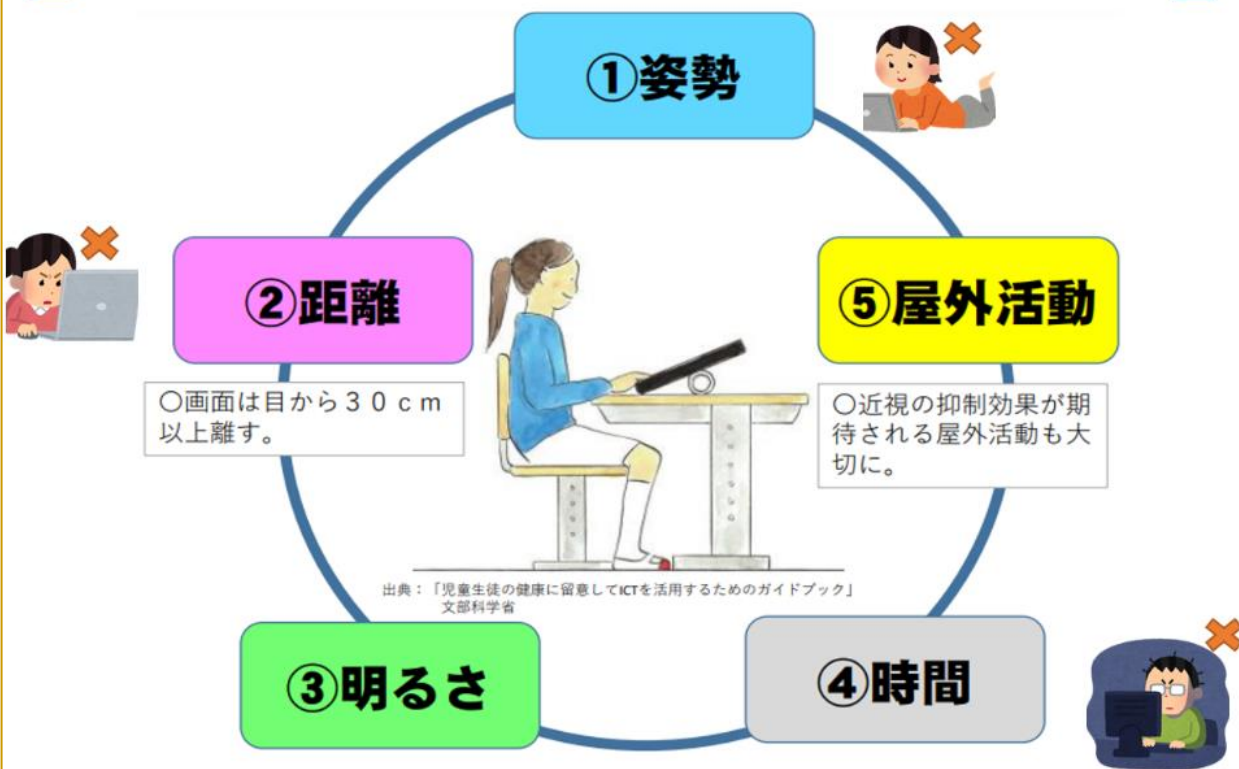 ①姿勢
②距離
○画面は目から30cm
以上離す。
⑤屋外活動
○近視の抑制効果が期
待される屋外活動も大
切に。
出典:「児童生徒の健康に留意してICTを活用するためのガイドブック」
文部科学省
③明るさ
④時間